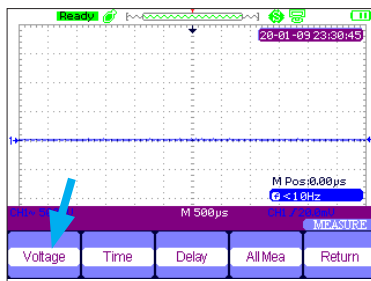 Ready
20-01-09 23:30:45
1
M Pos:0.00μs
<10Hz
M 500μs
MEASURE
Voltage Time Delay All Mea Return